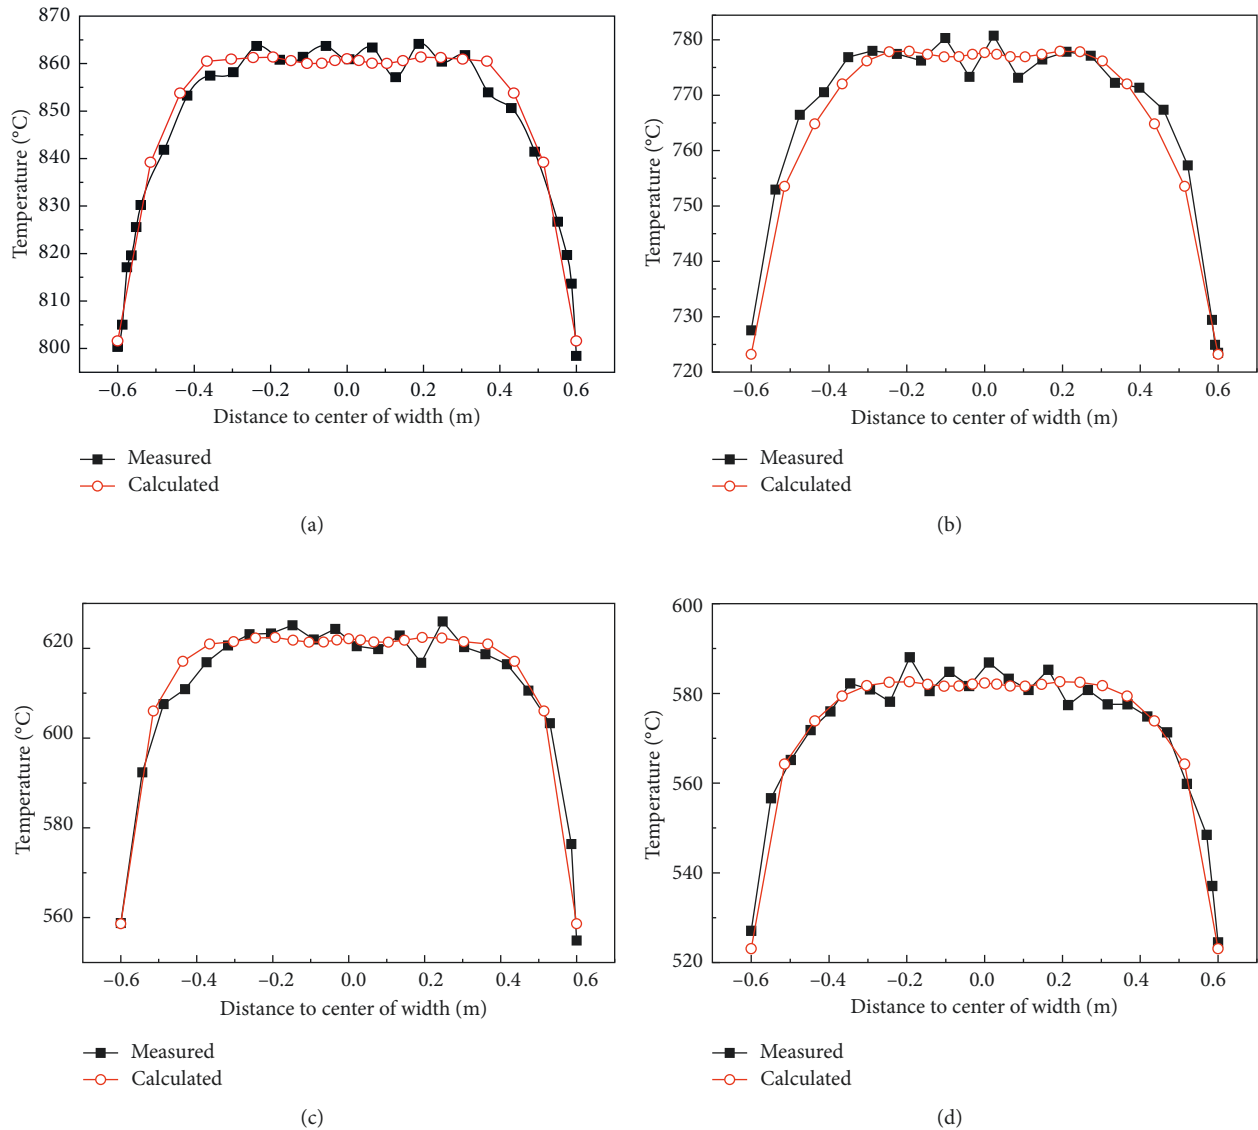 870
860
850
840
830
820
810
800
Temperature (°C)
−0.6 −0.4 −0.2 0.0 0.2 0.4 0.6
Distance to center of width (m)
Measured
Calculated
(a)
780
770
760
750
740
730
720
Temperature (°C)
−0.6 −0.4 −0.2 0.0 0.2 0.4 0.6
Distance to center of width (m)
Measured
Calculated
(b)
620
600
580
560
Temperature (°C)
−0.6 −0.4 −0.2 0.0 0.2 0.4 0.6
Distance to center of width (m)
Measured
Calculated
(c)
600
580
560
540
520
Temperature (°C)
−0.6 −0.4 −0.2 0.0 0.2 0.4 0.6
Distance to center of width (m)
Measured
Calculated
(d)